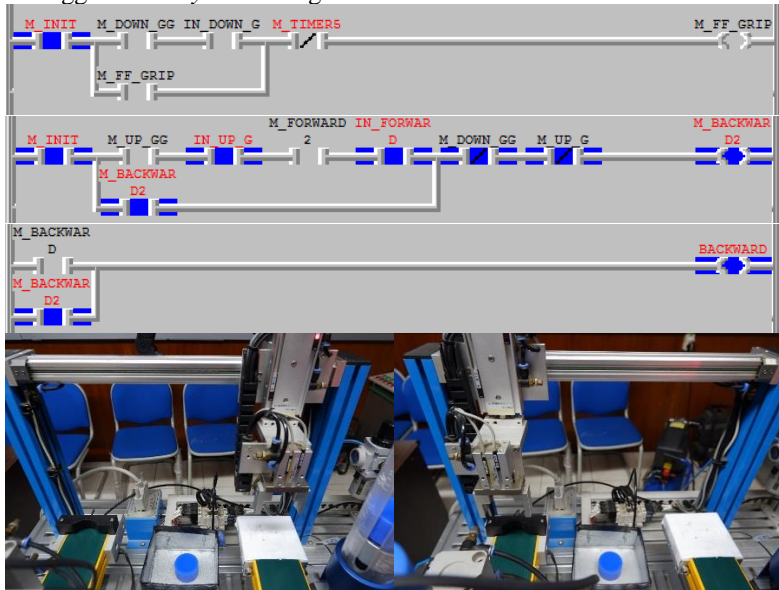 M_INIT M_DOWN_GG IN_DOWN_G M_TIMER5 M_FF_GRIP
M_FF_GRIP
M_FORWARD IN_FORWAR M_BACKWAR
M_INIT M_UP_GG IN_UP_G 2 D M_DOWN_GG M_UP_G D2
M_BACKWAR
D2
M_BACKWAR
D BACKWARD
M_BACKWAR
D2